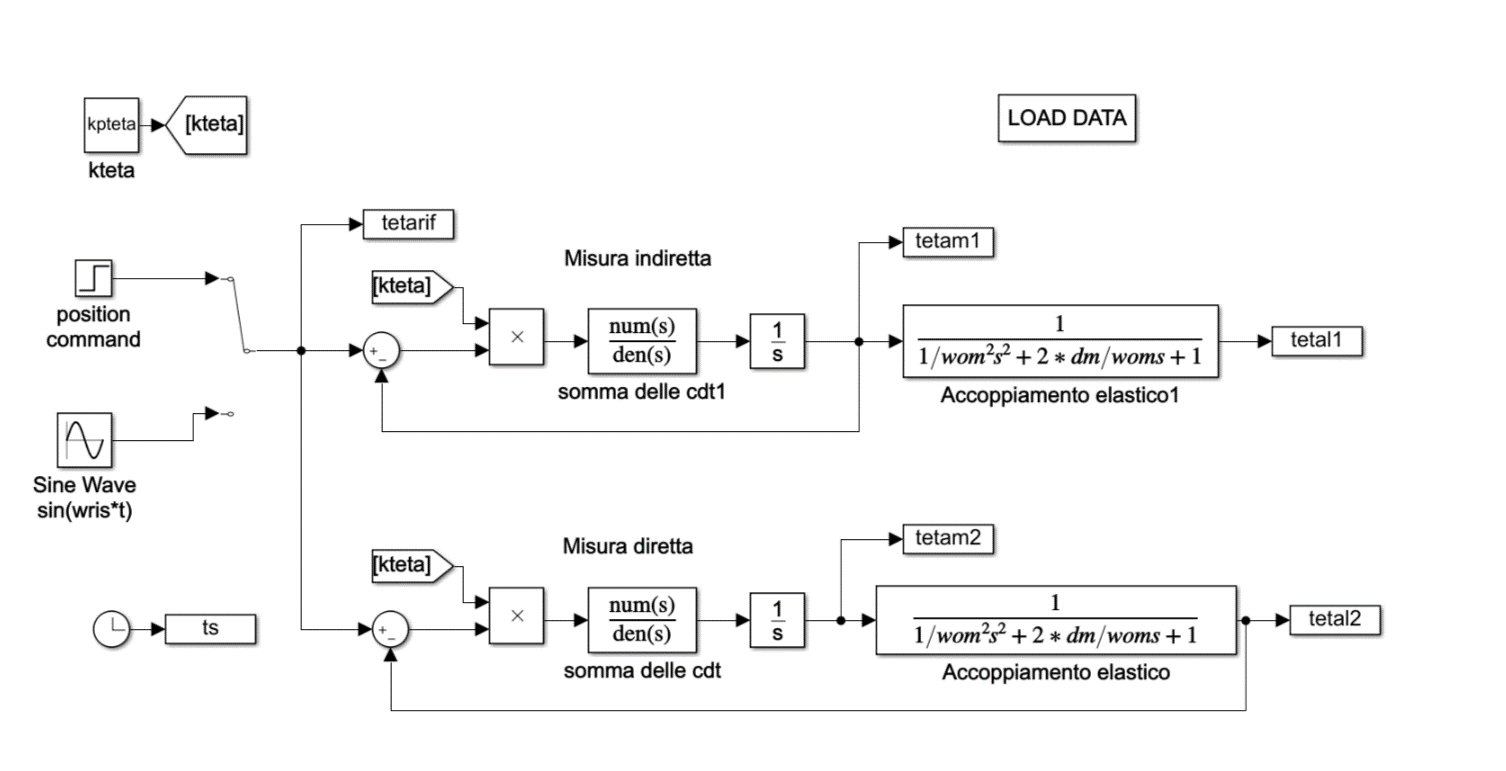 kpteta
[kteta]
kteta
LOAD DATA
tetarif
position
command
Sine Wave
sin(wris*t)
Misura indiretta
[kteta]
+
-
×
num(s)
den(s)
somma delle cdt1
1
s
tetam1
1
1/wom²s² + 2 * dm/woms + 1
Accoppiamento elastico1
tetal1
ts
Misura diretta
[kteta]
+
-
×
num(s)
den(s)
somma delle cdt
1
s
tetam2
1
1/wom²s² + 2 * dm/woms + 1
Accoppiamento elastico
tetal2